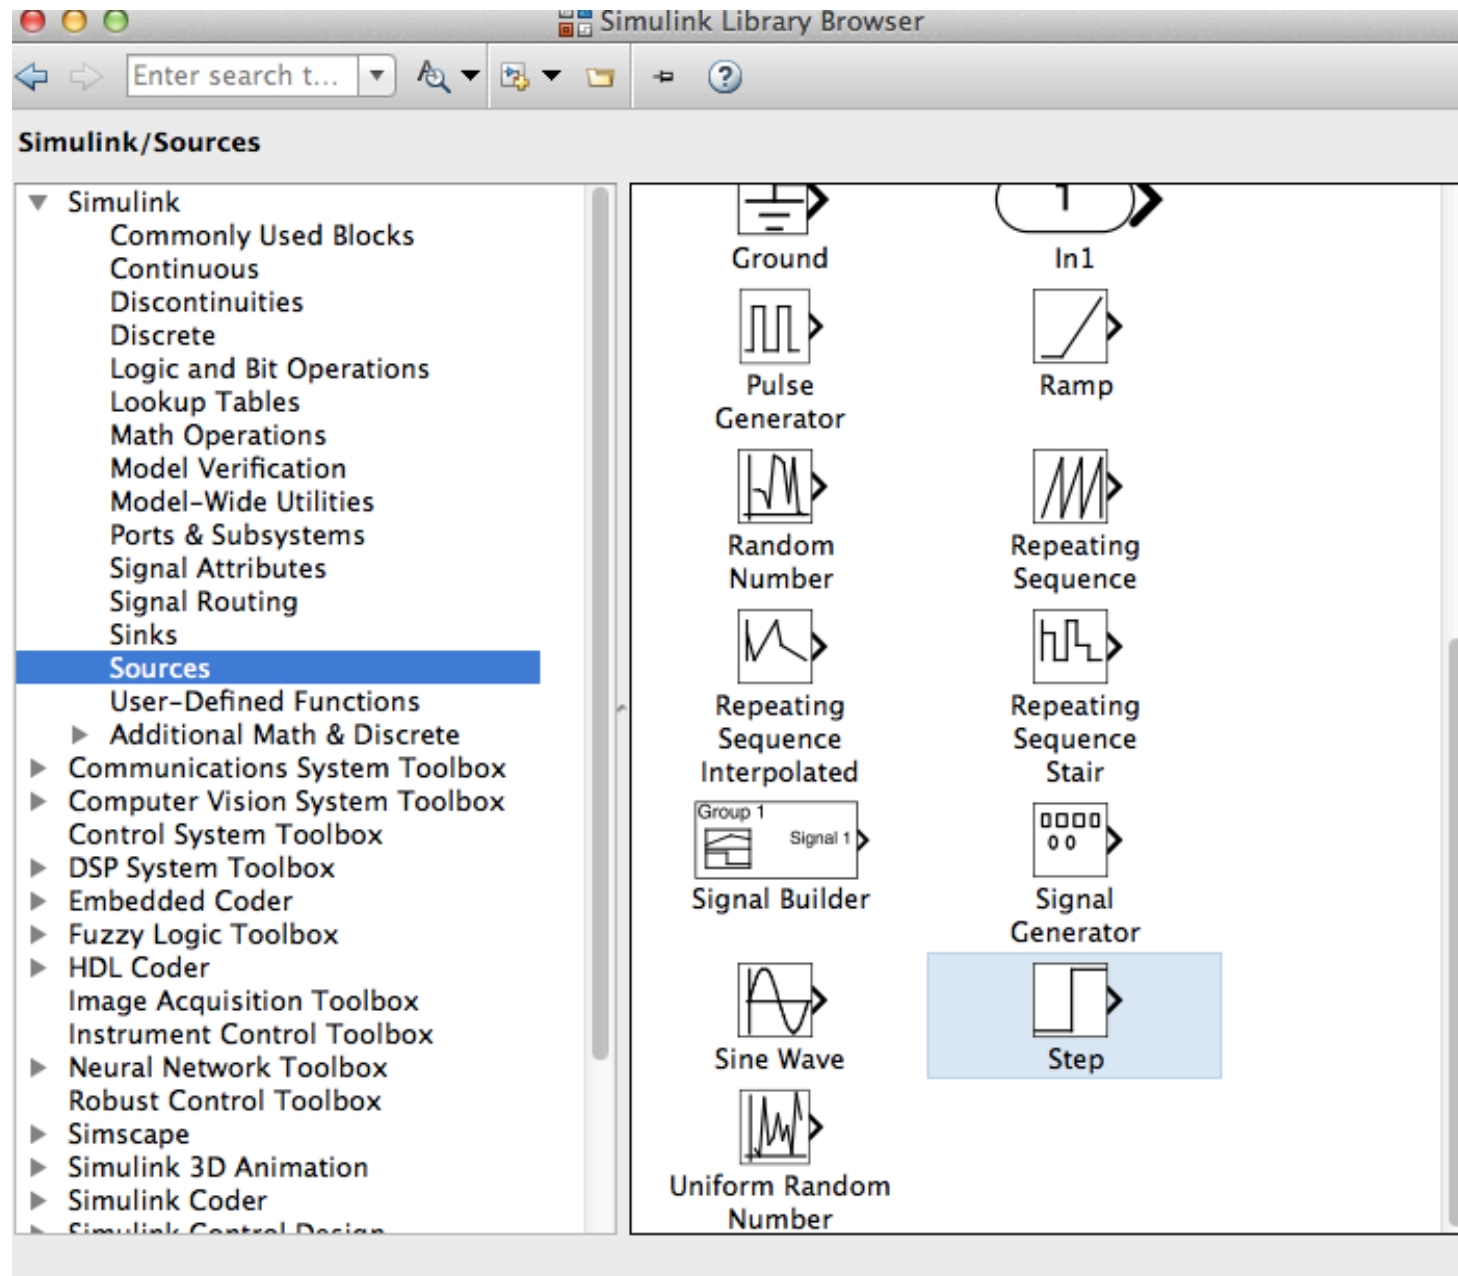 Simulink Library Browser
Enter search t...
Simulink/Sources
Simulink
Commonly Used Blocks
Continuous
Discontinuities
Discrete
Logic and Bit Operations
Lookup Tables
Math Operations
Model Verification
Model-Wide Utilities
Ports & Subsystems
Signal Attributes
Signal Routing
Sinks
Sources
User-Defined Functions
Additional Math & Discrete
Communications System Toolbox
Computer Vision System Toolbox
Control System Toolbox
DSP System Toolbox
Embedded Coder
Fuzzy Logic Toolbox
HDL Coder
Image Acquisition Toolbox
Instrument Control Toolbox
Neural Network Toolbox
Robust Control Toolbox
Simscape
Simulink 3D Animation
Simulink Coder
Simulink Control Design
1
Ground
In1
Pulse
Generator
Ramp
Random
Number
Repeating
Sequence
Repeating
Sequence
Interpolated
Repeating
Sequence
Stair
Group 1
Signal 1
Signal Builder
Signal
Generator
Sine Wave
Step
Uniform Random
Number